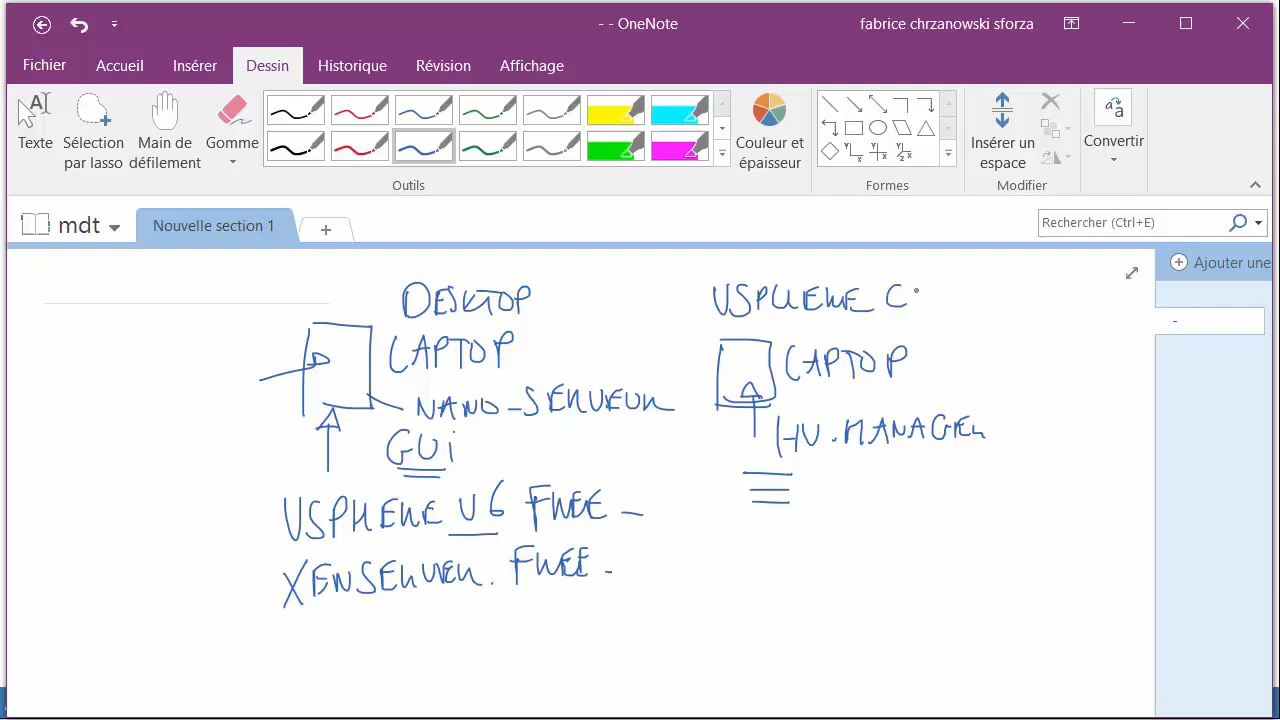 - - OneNote
fabrice chrzanowski sforza
Fichier
Accueil
Insérer
Dessin
Historique
Révision
Affichage
Texte
Sélection
par lasso
Main de
défilement
Gomme
Couleur et
épaisseur
Insérer un
espace
Convertir
Outils
Formes
Modifier
mdt
Nouvelle section 1
Rechercher (Ctrl+E)
Ajouter une
-
DESKTOP
LAPTOP
NANO-SERVEUR
GUi
VSPHERE V6 FREE -
XENSERVER. FREE -
VSPHERE C
LAPTOP
HV.MANAGER